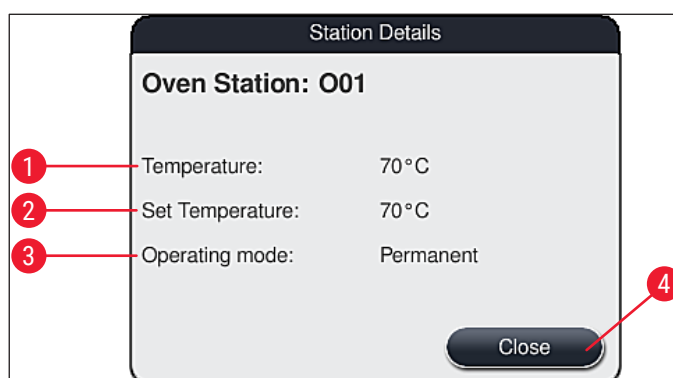 Station Details
Oven Station: O01
1 Temperature: 70°C
2 Set Temperature: 70°C
3 Operating mode: Permanent
4
Close